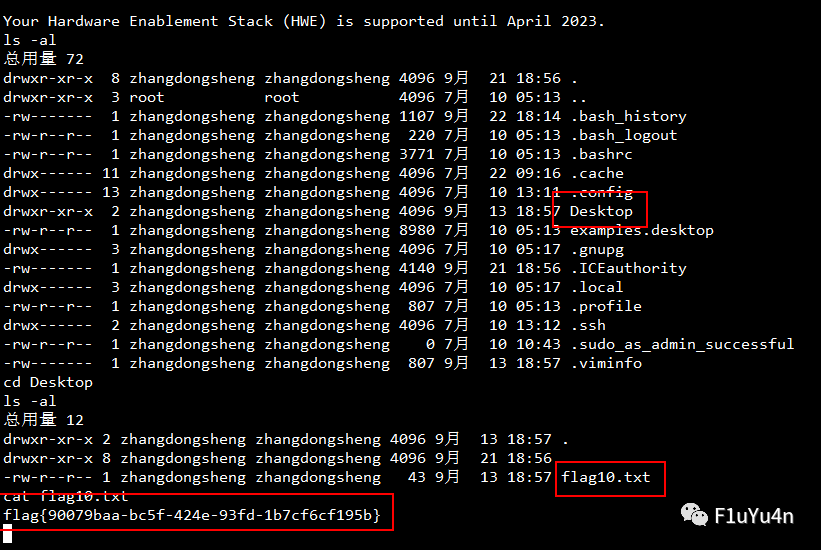 Your Hardware Enablement Stack (HWE) is supported until April 2023.
ls -al
总用量 72
drwxr-xr-x  8 zhangdongsheng zhangdongsheng 4096 9月  21 18:56 .
drwxr-xr-x  3 root           root           4096 7月  10 05:13 ..
-rw-------  1 zhangdongsheng zhangdongsheng 1107 9月  22 18:14 .bash_history
-rw-r--r--  1 zhangdongsheng zhangdongsheng  220 7月  10 05:13 .bash_logout
-rw-r--r--  1 zhangdongsheng zhangdongsheng 3771 7月  10 05:13 .bashrc
drwx------ 11 zhangdongsheng zhangdongsheng 4096 7月  22 09:16 .cache
drwx------ 13 zhangdongsheng zhangdongsheng 4096 7月  10 13:11 .config
drwxr-xr-x  2 zhangdongsheng zhangdongsheng 4096 9月  13 18:57 Desktop
-rw-r--r--  1 zhangdongsheng zhangdongsheng 8980 7月  10 05:13 examples.desktop
drwx------  3 zhangdongsheng zhangdongsheng 4096 7月  10 05:17 .gnupg
-rw-------  1 zhangdongsheng zhangdongsheng 4140 9月  21 18:56 .ICEauthority
drwx------  3 zhangdongsheng zhangdongsheng 4096 7月  10 05:17 .local
-rw-r--r--  1 zhangdongsheng zhangdongsheng  807 7月  10 05:13 .profile
drwx------  2 zhangdongsheng zhangdongsheng 4096 7月  10 13:12 .ssh
-rw-r--r--  1 zhangdongsheng zhangdongsheng    0 7月  10 10:43 .sudo_as_admin_successful
-rw-------  1 zhangdongsheng zhangdongsheng  807 9月  13 18:57 .viminfo
cd Desktop
ls -al
总用量 12
drwxr-xr-x 2 zhangdongsheng zhangdongsheng 4096 9月  13 18:57 .
drwxr-xr-x 8 zhangdongsheng zhangdongsheng 4096 9月  21 18:56
-rw-r--r-- 1 zhangdongsheng zhangdongsheng   43 9月  13 18:57 flag10.txt
cat flag10.txt
flag{90079baa-bc5f-424e-93fd-1b7cf6cf195b}
F1uYu4n